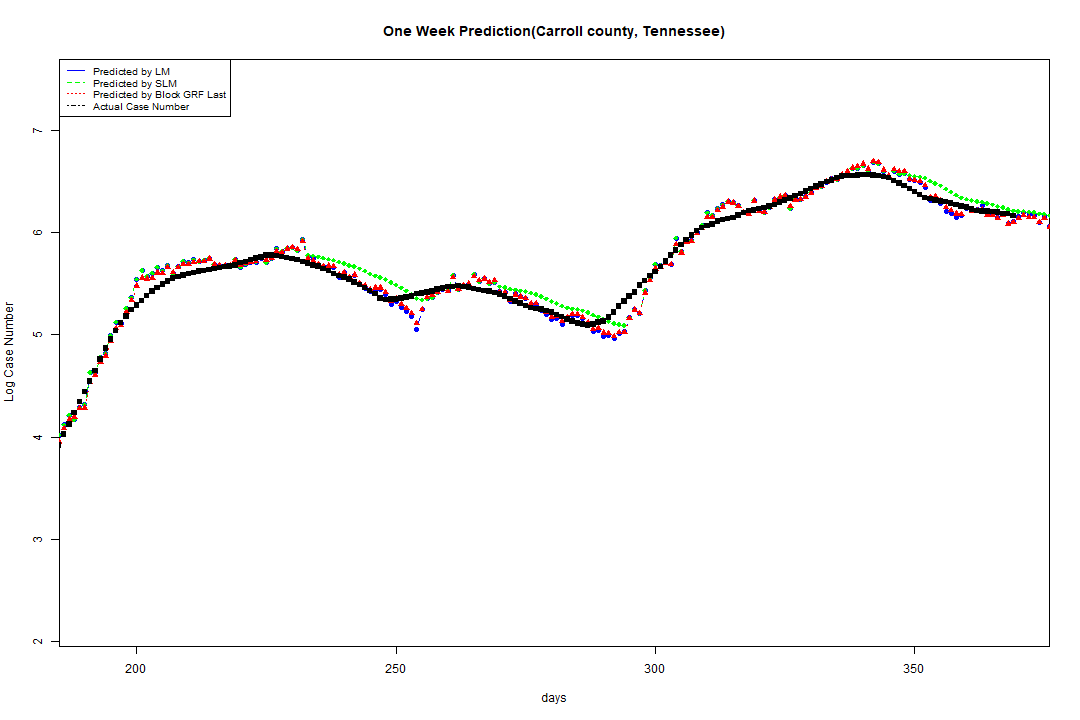 One Week Prediction(Carroll county, Tennessee)
Predicted by LM
Predicted by SLM
Predicted by Block GRF Last
Actual Case Number
7
6
5
4
3
2
Log Case Number
200 250 300 350
days